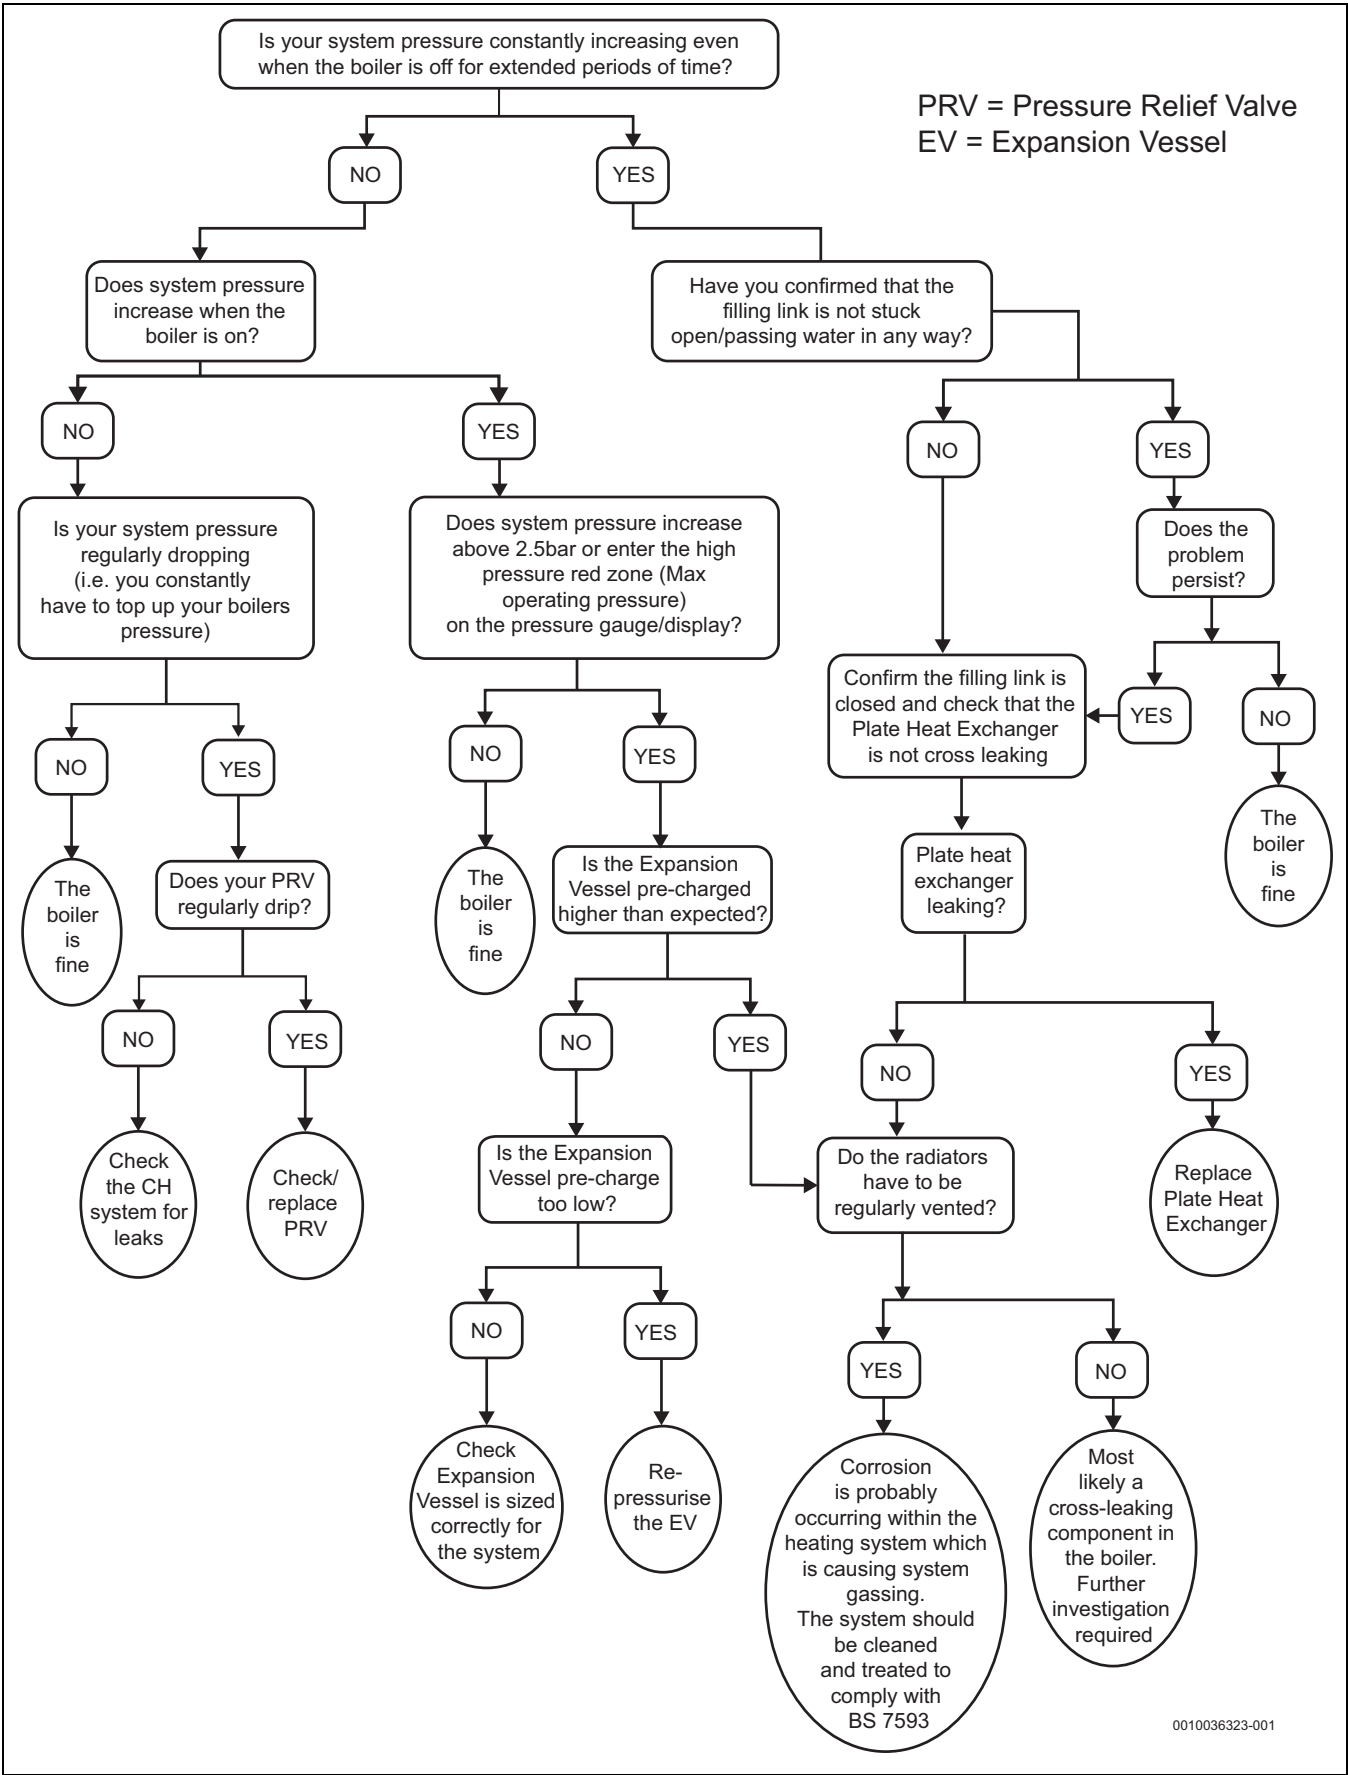 Is your system pressure constantly increasing even
when the boiler is off for extended periods of time?
PRV = Pressure Relief Valve
EV = Expansion Vessel
NO
YES
Does system pressure
increase when the
boiler is on?
Have you confirmed that the
filling link is not stuck
open/passing water in any way?
NO
YES
NO
YES
Is your system pressure
regularly dropping
(i.e. you constantly
have to top up your boilers
pressure)
Does system pressure increase
above 2.5bar or enter the high
pressure red zone (Max
operating pressure)
on the pressure gauge/display?
Does the
problem
persist?
Confirm the filling link is
closed and check that the
Plate Heat Exchanger
is not cross leaking
YES
NO
NO
YES
NO
YES
The
boiler
is
fine
Does your PRV
regularly drip?
The
boiler
is
fine
Is the Expansion
Vessel pre-charged
higher than expected?
Plate heat
exchanger
leaking?
The
boiler
is
fine
NO
YES
NO
YES
NO
YES
Check
the CH
system for
leaks
Check/
replace
PRV
Is the Expansion
Vessel pre-charge
too low?
Do the radiators
have to be
regularly vented?
Replace
Plate Heat
Exchanger
NO
YES
YES
NO
Check
Expansion
Vessel is sized
correctly for
the system
Re-
pressurise
the EV
Corrosion
is probably
occurring within the
heating system which
is causing system
gassing.
The system should
be cleaned
and treated to
comply with
BS 7593
Most
likely a
cross-leaking
component in
the boiler.
Further
investigation
required
0010036323-001